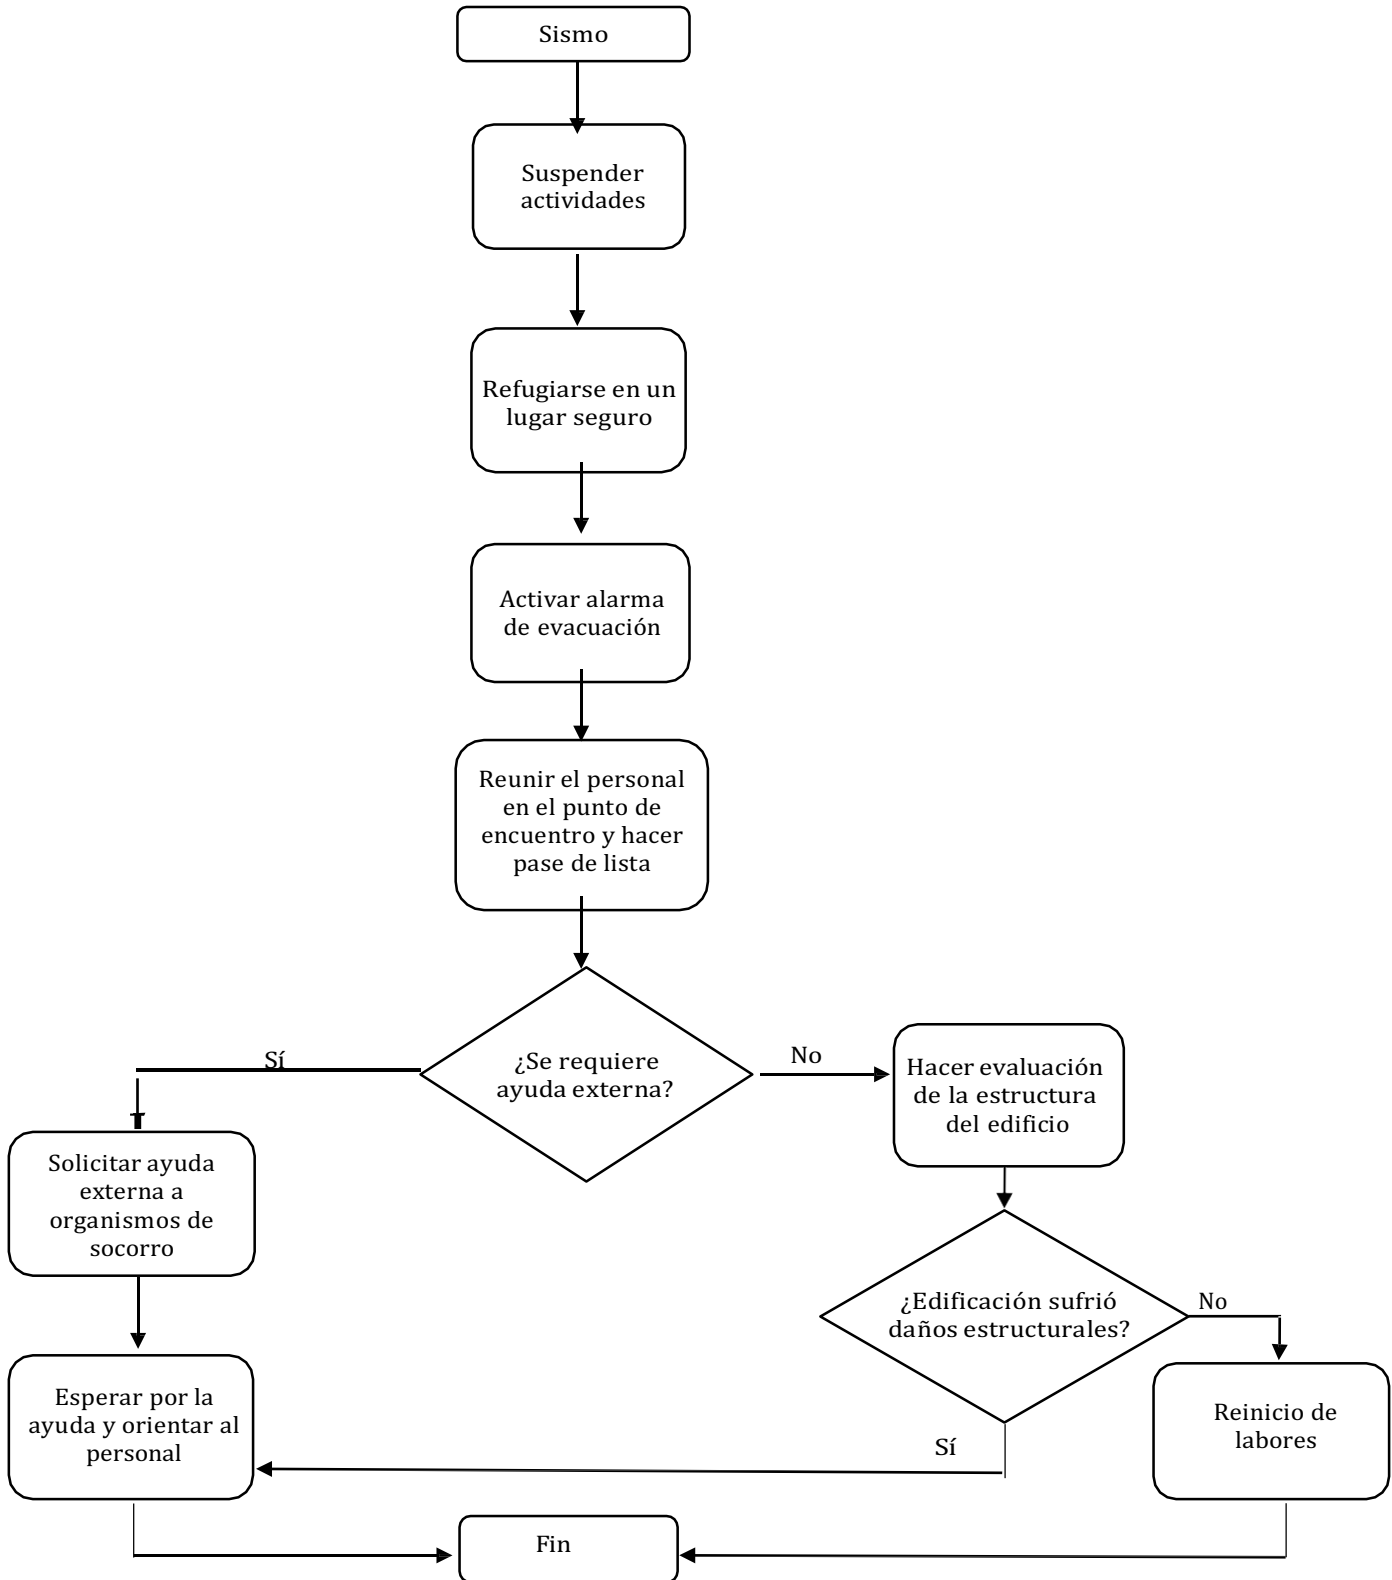 Sismo
Suspender
actividades
Refugiarse en un
lugar seguro
Activar alarma
de evacuación
Reunir el personal
en el punto de
encuentro y hacer
pase de lista
¿Se requiere
ayuda externa?
Sí
No
Hacer evaluación
de la estructura
del edificio
Solicitar ayuda
externa a
organismos de
socorro
¿Edificación sufrió
daños estructurales?
No
Esperar por la
ayuda y orientar al
personal
Sí
Reinicio de
labores
Fin